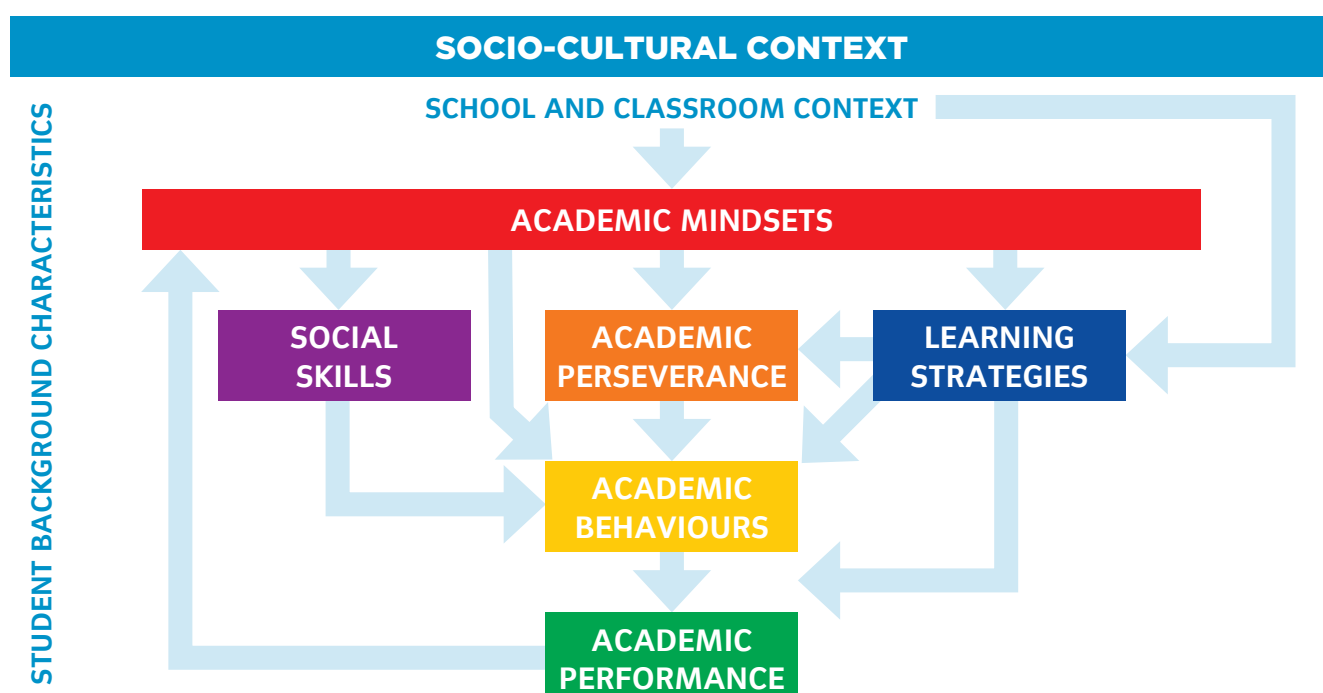 SOCIO-CULTURAL CONTEXT
STUDENT BACKGROUND CHARACTERISTICS
SCHOOL AND CLASSROOM CONTEXT
ACADEMIC MINDSETS
SOCIAL
SKILLS
ACADEMIC
PERSEVERANCE
LEARNING
STRATEGIES
ACADEMIC
BEHAVIOURS
ACADEMIC
PERFORMANCE